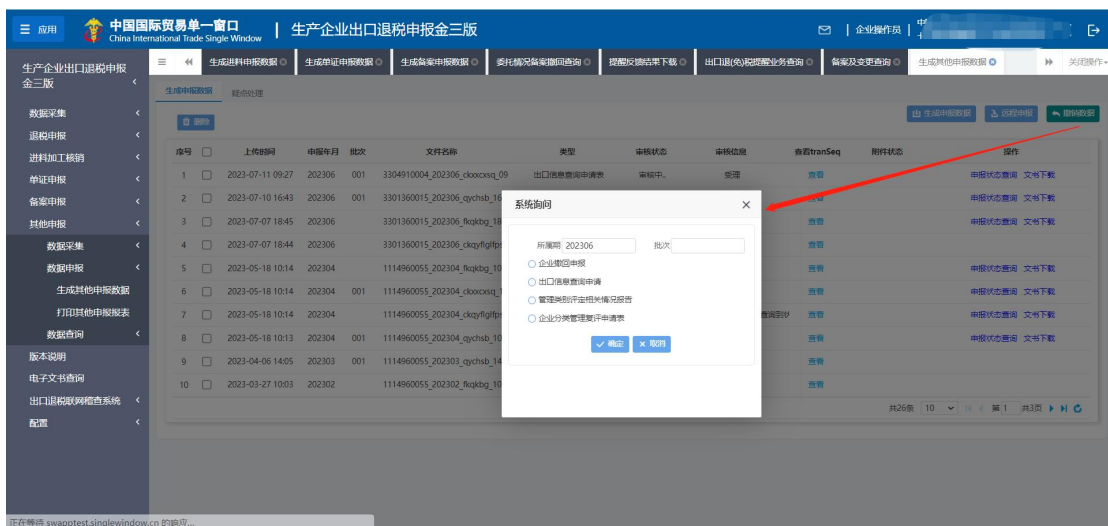 应用 中国国际贸易单一窗口 | 生产企业出口退税申报金三版 | 企业操作员 |
China International Trade Single Window
生产企业出口退税申报金三版
数据采集
退税申报
进料加工核销
单证申报
备案申报
其他申报
数据采集
数据申报
生成其他申报数据
打印其他申报报表
数据查询
版本说明
电子文书查询
出口退税联网稽查系统
配置
生成进料申报数据 生成单证申报数据 生成备案申报数据 委托情况备案撤回查询 提醒反馈结果下载 出口退(免)税提醒业务查询 备案及变更查询 生成其他申报数据 关闭操作
生成申报数据 疑点处理
删除 生成申报数据 远程申报 撤销数据
序号 上传时间 申报年月 批次 文件名称 类型 审核状态 审核信息 查看tranSeq 附件状态 操作
1 2023-07-11 09:27 202306 001 3304910004_202306_ckxxcxsq_09 出口信息查询申请表 审核中. 受理 查看 申报状态查询 文书下载
2 2023-07-10 16:43 202306 001 3301360015_202306_qychsb_16 查看 申报状态查询 文书下载
3 2023-07-07 18:45 202306 3301360015_202306_fkqkbg_18 查看 申报状态查询 文书下载
4 2023-07-07 18:44 202306 3301360015_202306_ckqyflglfps 查看
5 2023-05-18 10:14 202304 1114960055_202304_fkqkbg_10 查看 申报状态查询 文书下载
6 2023-05-18 10:14 202304 001 1114960055_202304_ckxxcxsq_1 查看 申报状态查询 文书下载
7 2023-05-18 10:14 202304 1114960055_202304_ckqyflglfps 查询到 查看 申报状态查询 文书下载
8 2023-05-18 10:13 202304 001 1114960055_202304_qychsb_10 查看 申报状态查询 文书下载
9 2023-04-06 14:05 202303 001 1114960055_202303_qychsb_14 查看
10 2023-03-27 10:03 202302 1114960055_202302_fkqkbg_10 查看
共26条 10 第 1 共3页
系统询问 ×
所属期 202306 批次
企业撤回申报
出口信息查询申请
管理类别评定相关情况报告
企业分类管理复评申请表
确定 取消
正在等待 swapptest.singlewindow.cn 的响应...